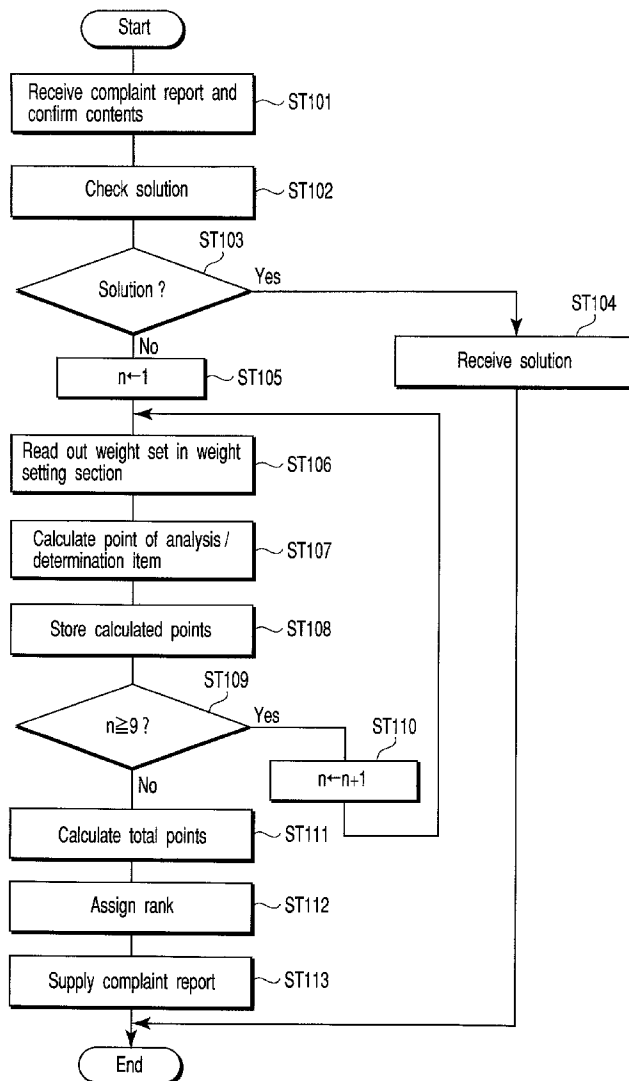 Start
Receive complaint report and
confirm contents
ST101
Check solution
ST102
ST103
Solution ?
Yes
No
ST104
Receive solution
n←1
ST105
Read out weight set in weight
setting section
ST106
Calculate point of analysis /
determination item
ST107
Store calculated points
ST108
ST109
n≧9 ?
Yes
No
ST110
n←n+1
Calculate total points
ST111
Assign rank
ST112
Supply complaint report
ST113
End